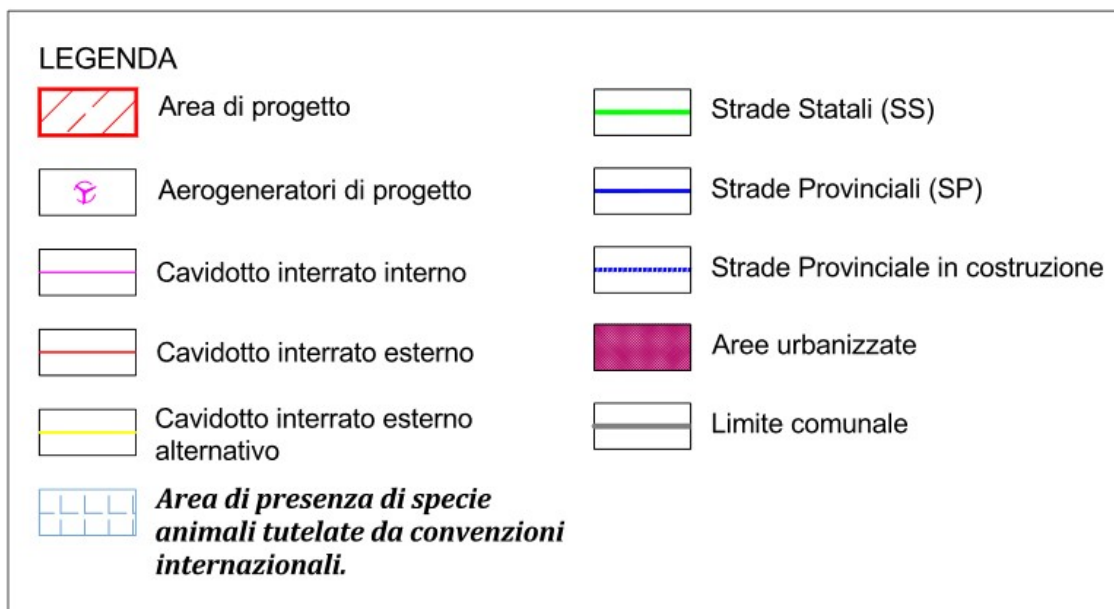 LEGENDA
Area di progetto
Aerogeneratori di progetto
Cavidotto interrato interno
Cavidotto interrato esterno
Cavidotto interrato esterno
alternativo
Area di presenza di specie
animali tutelate da convenzioni
internazionali.
Strade Statali (SS)
Strade Provinciali (SP)
Strade Provinciale in costruzione
Aree urbanizzate
Limite comunale